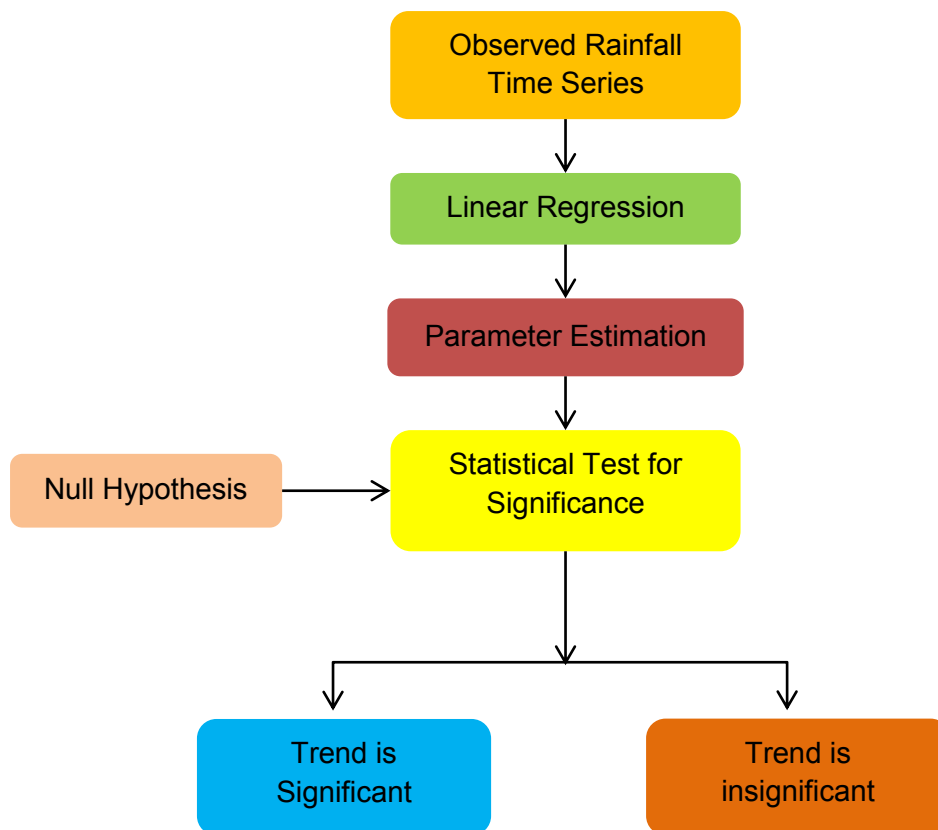 Observed Rainfall
Time Series
Linear Regression
Parameter Estimation
Null Hypothesis
Statistical Test for
Significance
Trend is
Significant
Trend is
insignificant